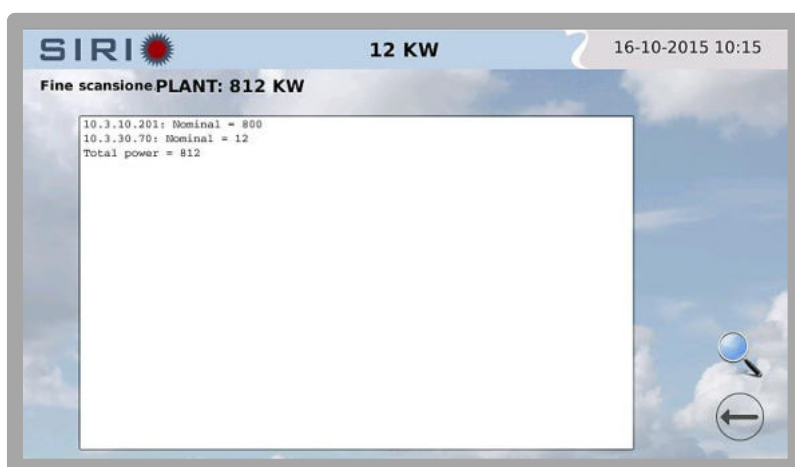 SIRIO
12 KW
16-10-2015 10:15
Fine scansione.PLANT: 812 KW
10.3.10.201: Nominal = 800
10.3.30.70: Nominal = 12
Total power = 812